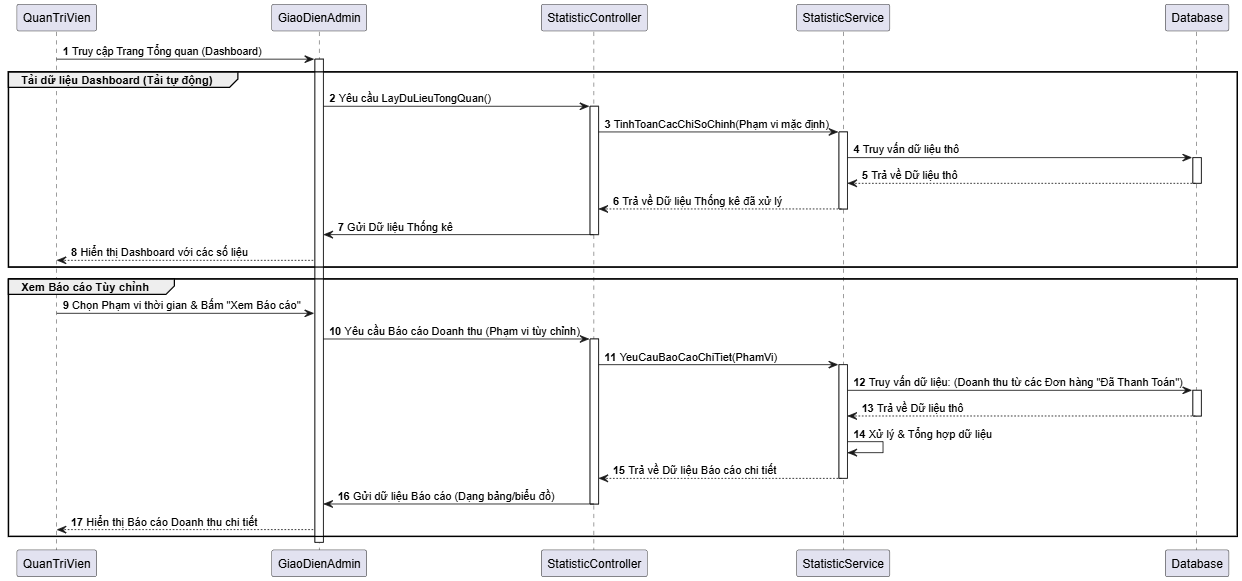 QuanTriVien
GiaoDienAdmin
StatisticController
StatisticService
Database
1 Truy cập Trang Tổng quan (Dashboard)
Tải dữ liệu Dashboard (Tải tự động)
2 Yêu cầu LayDuLieuTongQuan()
3 TinhToanCacChiSoChinh(Phạm vi mặc định)
4 Truy vấn dữ liệu thô
5 Trả về Dữ liệu thô
6 Trả về Dữ liệu Thống kê đã xử lý
7 Gửi Dữ liệu Thống kê
8 Hiển thị Dashboard với các số liệu
Xem Báo cáo Tùy chỉnh
9 Chọn Phạm vi thời gian & Bấm "Xem Báo cáo"
10 Yêu cầu Báo cáo Doanh thu (Phạm vi tùy chỉnh)
11 YeuCauBaoCaoChiTiet(PhamVi)
12 Truy vấn dữ liệu: (Doanh thu từ các Đơn hàng "Đã Thanh Toán")
13 Trả về Dữ liệu thô
14 Xử lý & Tổng hợp dữ liệu
15 Trả về Dữ liệu Báo cáo chi tiết
16 Gửi dữ liệu Báo cáo (Dạng bảng/biểu đồ)
17 Hiển thị Báo cáo Doanh thu chi tiết
QuanTriVien
GiaoDienAdmin
StatisticController
StatisticService
Database